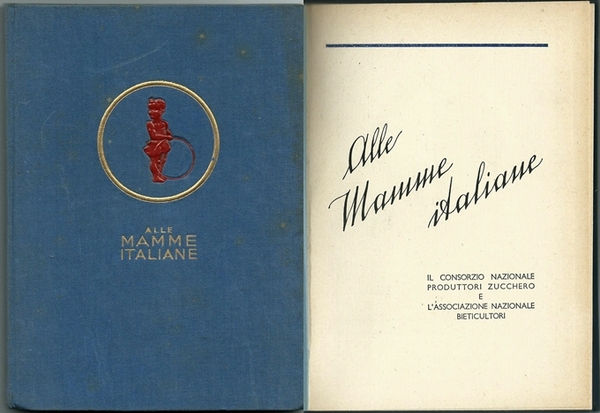 ALLE
MAMME
ITALIANE
Alle
Mamme
italiane
IL CONSORZIO NAZIONALE
PRODUTTORI ZUCCHERO
E
L'ASSOCIAZIONE NAZIONALE
BIETICULTORI